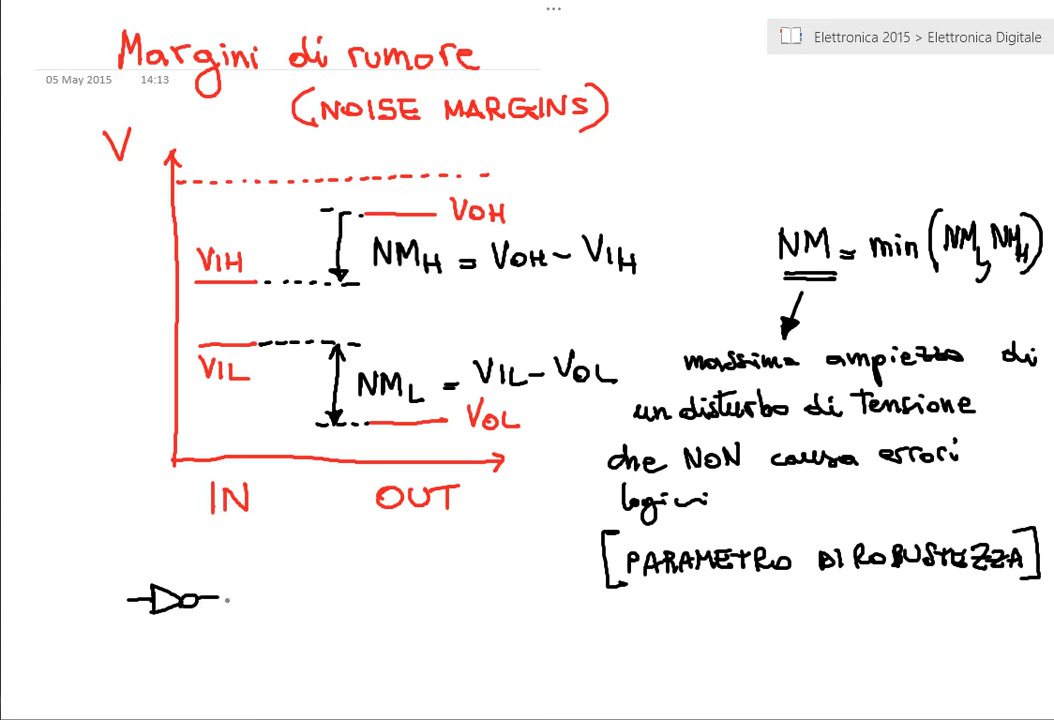 Elettronica 2015 > Elettronica Digitale
Margini di rumore
05 May 2015 14:13
(NOISE MARGINS)
V
VOH
VIH
NMH = VOH - VIH
NM = min (NML, NMH)
VIL
NML = VIL - VOL
VOL
IN OUT
massima ampiezza di
un disturbo di tensione
che NON causa errori
logici
[PARAMETRO DI ROBUSTEZZA]